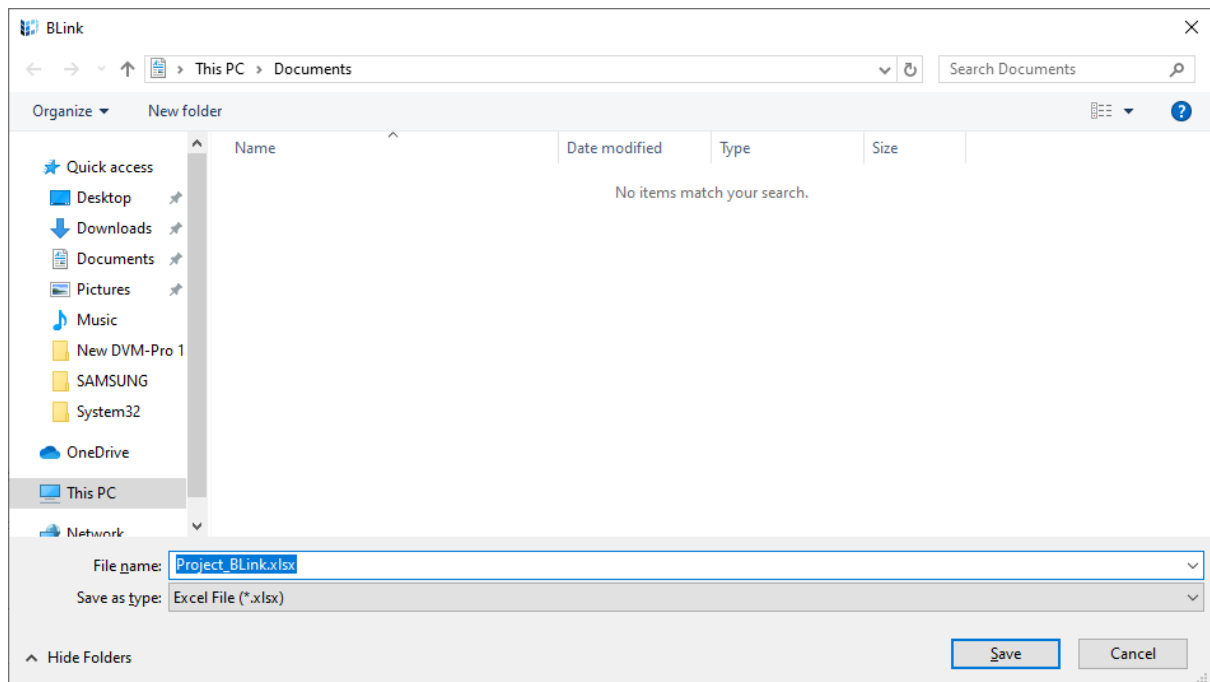 BLink
This PC > Documents
Search Documents
Organize
New folder
Name
Date modified
Type
Size
No items match your search.
Quick access
Desktop
Downloads
Documents
Pictures
Music
New DVM-Pro 1
SAMSUNG
System32
OneDrive
This PC
Network
File name: Project_BLink.xlsx
Save as type: Excel File (*.xlsx)
Hide Folders
Save
Cancel